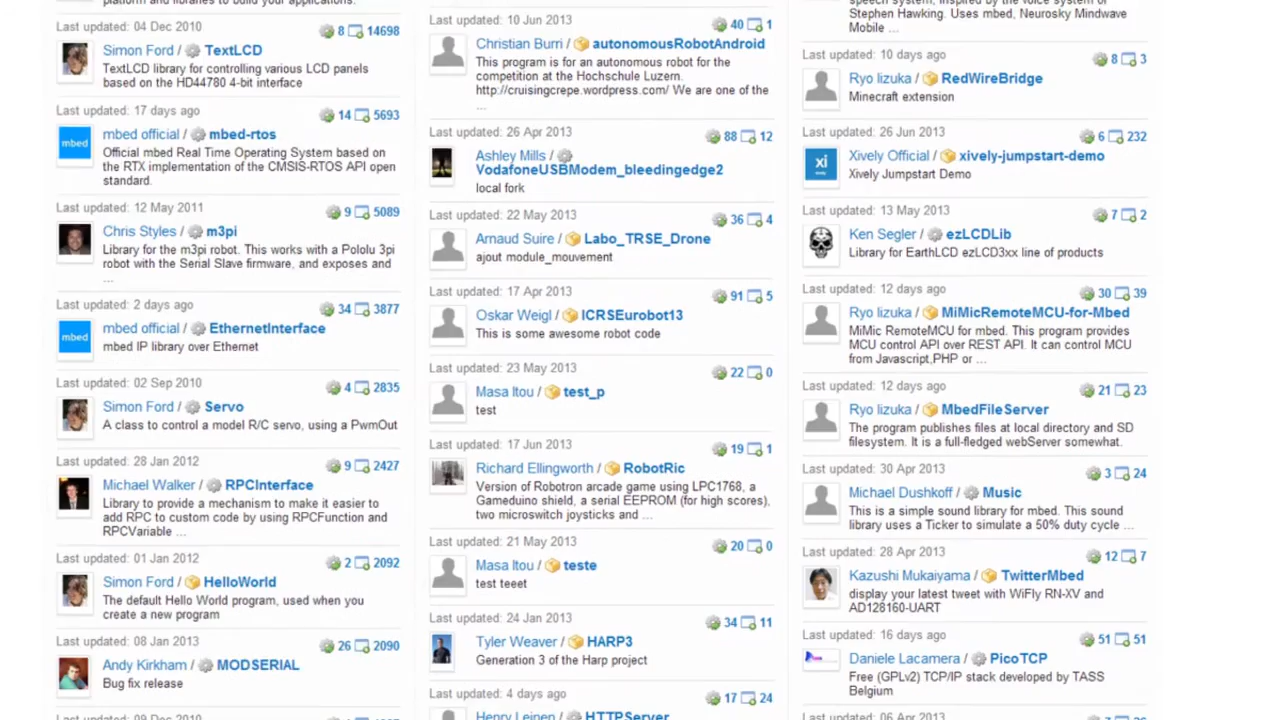 platform and libraries to build your applications.
Last updated: 04 Dec 2010
8 14698
Simon Ford / TextLCD
TextLCD library for controlling various LCD panels
based on the HD44780 4-bit interface
Last updated: 17 days ago
14 5693
mbed
mbed official / mbed-rtos
Official mbed Real Time Operating System based on
the RTX implementation of the CMSIS-RTOS API open
standard.
Last updated: 12 May 2011
9 5089
Chris Styles / m3pi
Library for the m3pi robot. This works with a Pololu 3pi
robot with the Serial Slave firmware, and exposes and
...
Last updated: 2 days ago
34 3877
mbed
mbed official / EthernetInterface
mbed IP library over Ethernet
Last updated: 02 Sep 2010
4 2835
Simon Ford / Servo
A class to control a model R/C servo, using a PwmOut
Last updated: 28 Jan 2012
9 2427
Michael Walker / RPCInterface
Library to provide a mechanism to make it easier to
add RPC to custom code by using RPCFunction and
RPCVariable ...
Last updated: 01 Jan 2012
2 2092
Simon Ford / HelloWorld
The default Hello World program, used when you
create a new program
Last updated: 08 Jan 2013
26 2090
Andy Kirkham / MODSERIAL
Bug fix release
Last updated: 09 Dec 2010
Last updated: 10 Jun 2013
40 1
Christian Burri / autonomousRobotAndroid
This program is for an autonomous robot for the
competition at the Hochschule Luzern.
http://cruisingcrepe.wordpress.com/ We are one of the
...
Last updated: 26 Apr 2013
88 12
Ashley Mills /
VodafoneUSBModem_bleedingedge2
local fork
Last updated: 22 May 2013
36 4
Arnaud Suire / Labo_TRSE_Drone
ajout module_mouvement
Last updated: 17 Apr 2013
91 5
Oskar Weigl / ICRSEurobot13
This is some awesome robot code
Last updated: 23 May 2013
22 0
Masa Itou / test_p
test
Last updated: 17 Jun 2013
19 1
Richard Ellingworth / RobotRic
Version of Robotron arcade game using LPC1768, a
Gameduino shield, a serial EEPROM (for high scores),
two microswitch joysticks and ...
Last updated: 21 May 2013
20 0
Masa Itou / teste
test teeet
Last updated: 24 Jan 2013
34 11
Tyler Weaver / HARP3
Generation 3 of the Harp project
Last updated: 4 days ago
17 24
Henry Leinen / HTTPServer
speech system, inspired by the voice system of
Stephen Hawking. Uses mbed, Neurosky Mindwave
Mobile ...
Last updated: 10 days ago
8 3
Ryo Iizuka / RedWireBridge
Minecraft extension
Last updated: 26 Jun 2013
6 232
xi
Xively Official / xively-jumpstart-demo
Xively Jumpstart Demo
Last updated: 13 May 2013
7 2
Ken Segler / ezLCDLib
Library for EarthLCD ezLCD3xx line of products
Last updated: 12 days ago
30 39
Ryo Iizuka / MiMicRemoteMCU-for-Mbed
MiMic RemoteMCU for mbed. This program provides
MCU control API over REST API. It can control MCU
from Javascript,PHP or ...
Last updated: 12 days ago
21 23
Ryo Iizuka / MbedFileServer
The program publishes files at local directory and SD
filesystem. It is a full-fledged webServer somewhat.
Last updated: 30 Apr 2013
3 24
Michael Dushkoff / Music
This is a simple sound library for mbed. This sound
library uses a Ticker to simulate a 50% duty cycle ...
Last updated: 28 Apr 2013
12 7
Kazushi Mukaiyama / TwitterMbed
display your latest tweet with WiFly RN-XV and
AD128160-UART
Last updated: 16 days ago
51 51
Daniele Lacamera / PicoTCP
Free (GPLv2) TCP/IP stack developed by TASS
Belgium
Last updated: 06 Apr 2013